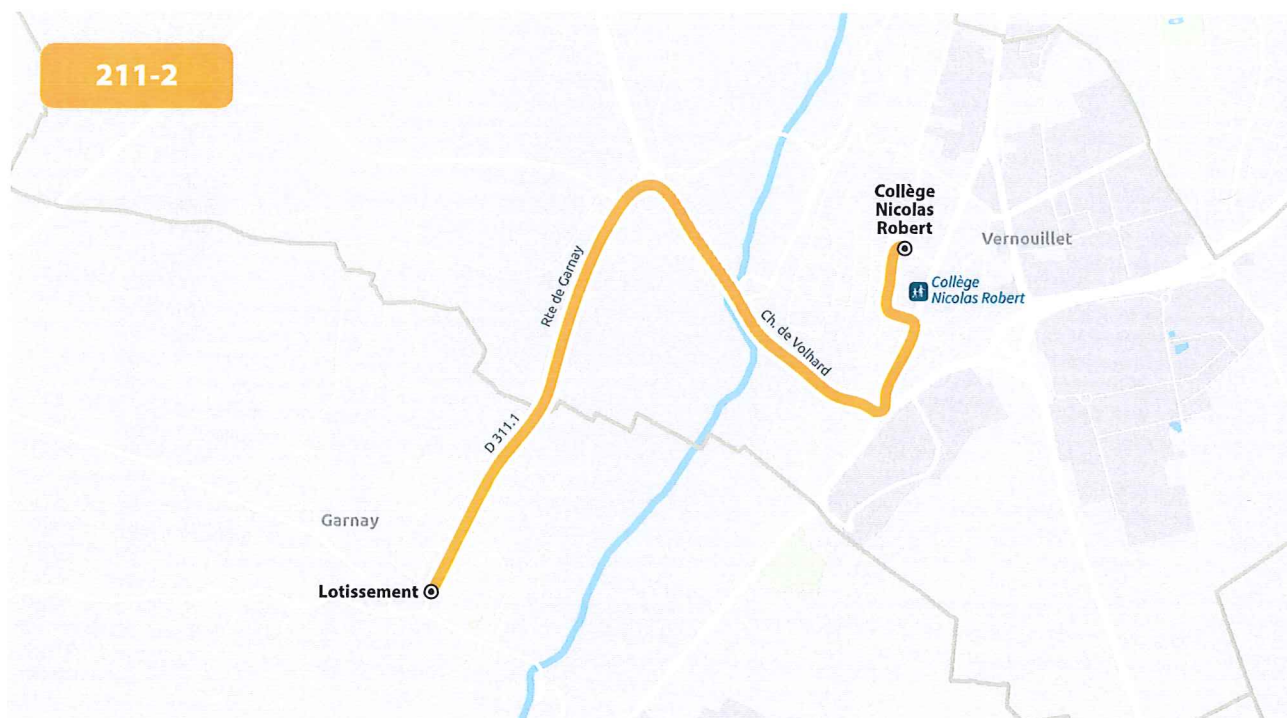 211-2
Collège
Nicolas
Robert
Vernouillet
Collège
Nicolas Robert
Rte de Garnay
Ch. de Volhard
D 311.1
Garnay
Lotissement